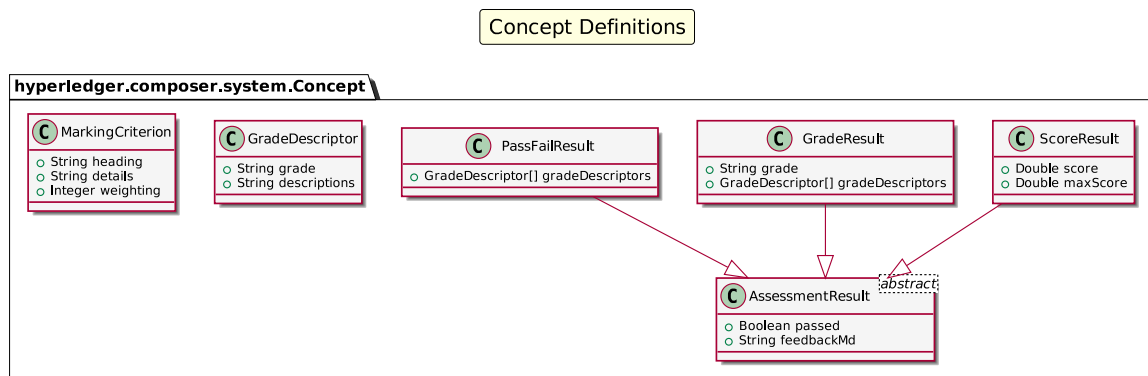 Concept Definitions
hyperledger.composer.system.Concept
C MarkingCriterion
String heading
String details
Integer weighting
C GradeDescriptor
String grade
String descriptions
C PassFailResult
GradeDescriptor[] gradeDescriptors
C GradeResult
String grade
GradeDescriptor[] gradeDescriptors
C ScoreResult
Double score
Double maxScore
C AssessmentResult abstract
Boolean passed
String feedbackMd